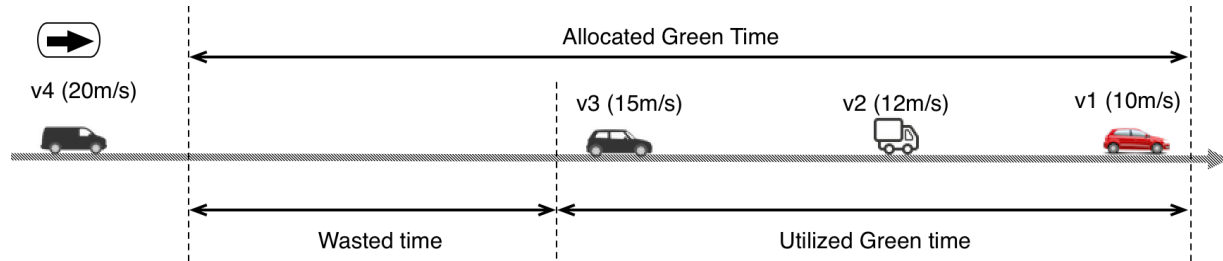 Allocated Green Time
v4 (20m/s)
v3 (15m/s)
v2 (12m/s)
v1 (10m/s)
Wasted time
Utilized Green time